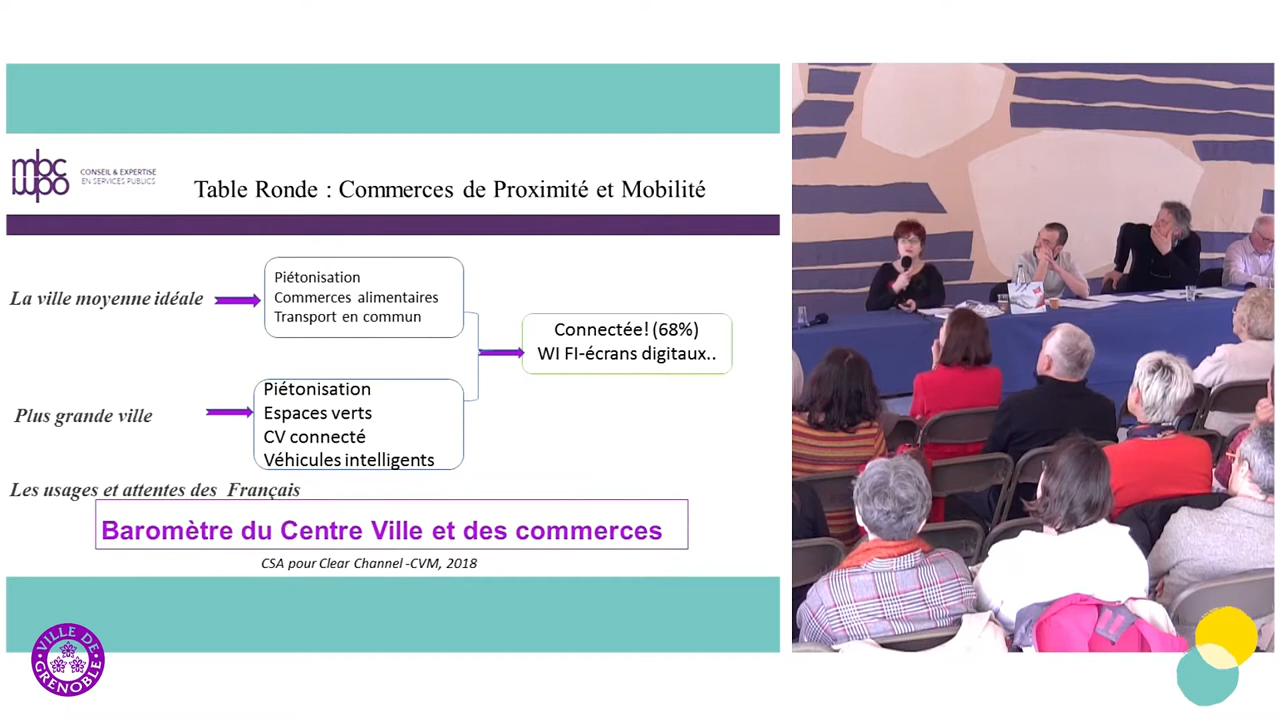 mbc
mpo
CONSEIL & EXPERTISE
EN SERVICES PUBLICS
Table Ronde : Commerces de Proximité et Mobilité
La ville moyenne idéale
Piétonisation
Commerces alimentaires
Transport en commun
Connectée! (68%)
WI FI-écrans digitaux..
Plus grande ville
Piétonisation
Espaces verts
CV connecté
Véhicules intelligents
Les usages et attentes des Français
Baromètre du Centre Ville et des commerces
CSA pour Clear Channel -CVM, 2018
VILLE DE
GRENOBLE